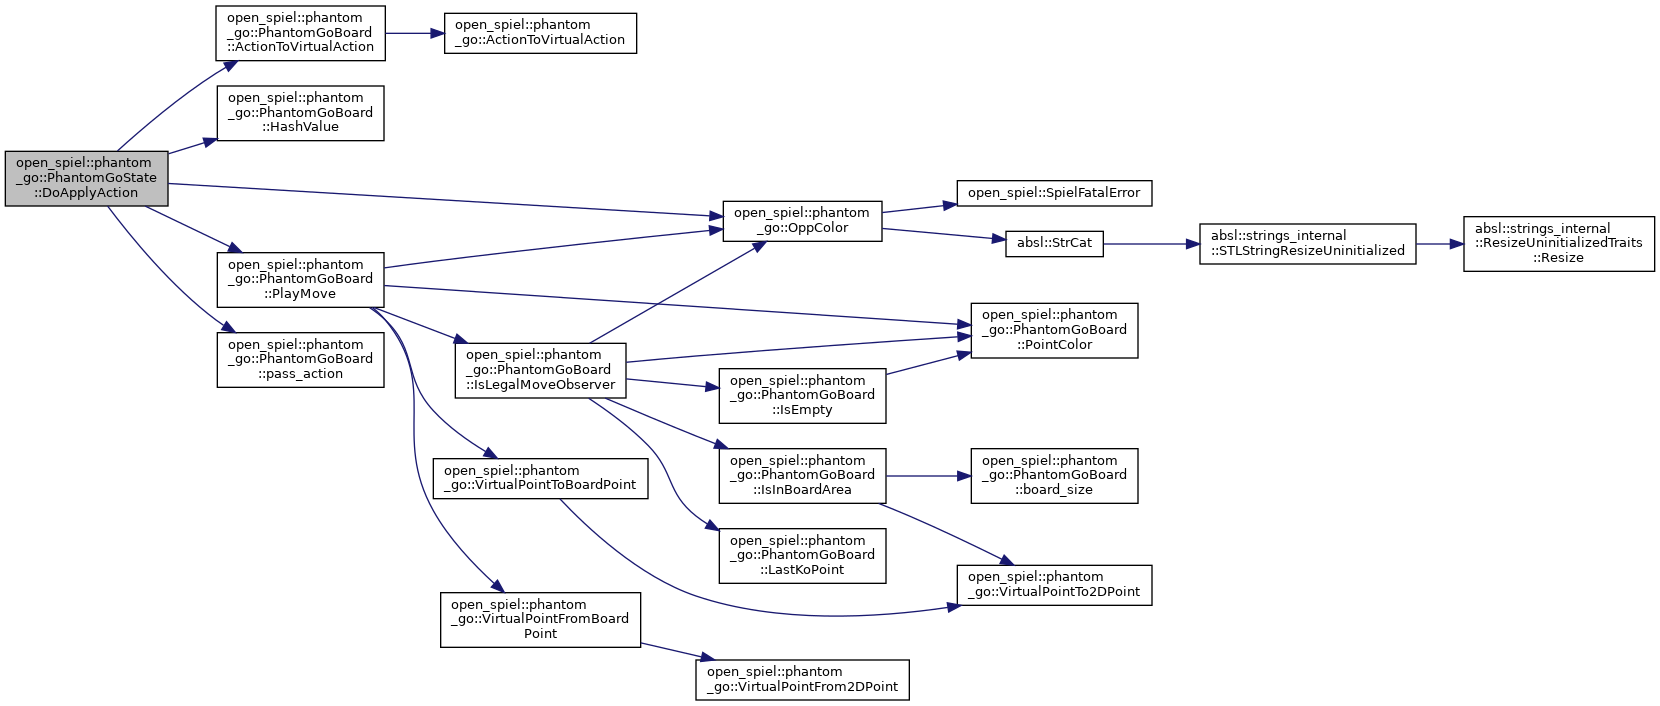 open_spiel::phantom
_go::PhantomGoState
::DoApplyAction
open_spiel::phantom
_go::PhantomGoBoard
::ActionToVirtualAction
open_spiel::phantom
_go::ActionToVirtualAction
open_spiel::phantom
_go::PhantomGoBoard
::HashValue
open_spiel::phantom
_go::PhantomGoBoard
::PlayMove
open_spiel::phantom
_go::PhantomGoBoard
::pass_action
open_spiel::phantom
_go::PhantomGoBoard
::IsLegalMoveObserver
open_spiel::phantom
_go::VirtualPointToBoardPoint
open_spiel::phantom
_go::VirtualPointFromBoard
Point
open_spiel::phantom
_go::OppColor
open_spiel::phantom
_go::PhantomGoBoard
::IsEmpty
open_spiel::phantom
_go::PhantomGoBoard
::IsInBoardArea
open_spiel::phantom
_go::PhantomGoBoard
::LastKoPoint
open_spiel::phantom
_go::VirtualPointFrom2DPoint
open_spiel::SpielFatalError
absl::StrCat
open_spiel::phantom
_go::PhantomGoBoard
::PointColor
open_spiel::phantom
_go::PhantomGoBoard
::board_size
open_spiel::phantom
_go::VirtualPointTo2DPoint
absl::strings_internal
::STLStringResizeUninitialized
absl::strings_internal
::ResizeUninitializedTraits
::Resize